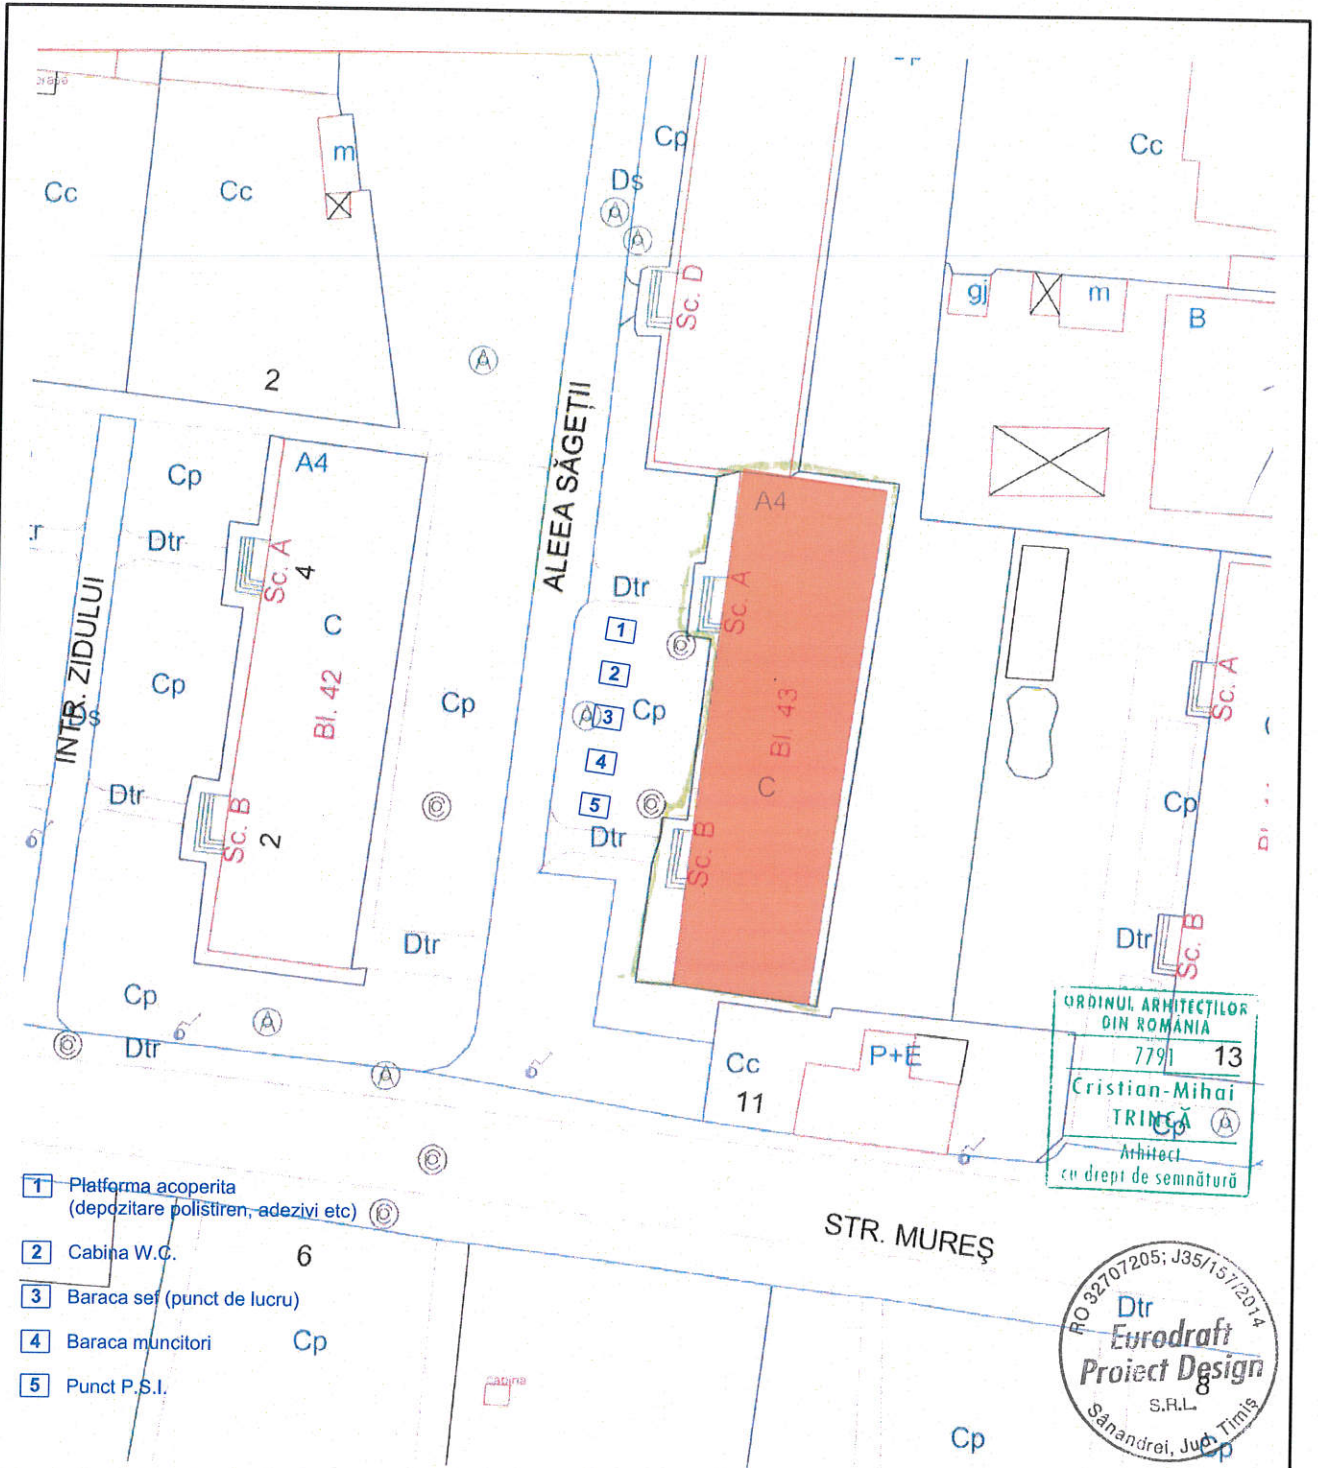 Cc
Cc
m
Cp
Ds
Cc
Sc. D
gj
m
B
2
ALEEA SĂGEȚII
A4
Cp
Dtr
Sc. A
4
C
Bl. 42
INTR. ZIDULUI
Ds
Cp
Cp
Dtr
Sc. B
2
Dtr
Cp
Dtr
A4
Dtr
1
2
3
4
5
Cp
Dtr
Sc. A
Bl. 43
C
Sc. B
Sc. A
Cp
Dtr
Sc. B
Cc
11
P+E
ORDINUL ARHITECȚILOR
DIN ROMÂNIA
7791
13
Cristian-Mihai
TRINCĂ
Cp
Arhitect
cu drept de semnătură
1 Platforma acoperita
(depozitare polistiren, adezivi etc)
2 Cabina W.C.
3 Baraca sef (punct de lucru)
4 Baraca muncitori
5 Punct P.S.I.
6
Cp
cabina
STR. MUREȘ
RO 32707205; J35/157/2014
Dtr
Eurodraft
Proiect Design
8
S.R.L.
Sânandrei, Jud. Timiș
Cp
Cp